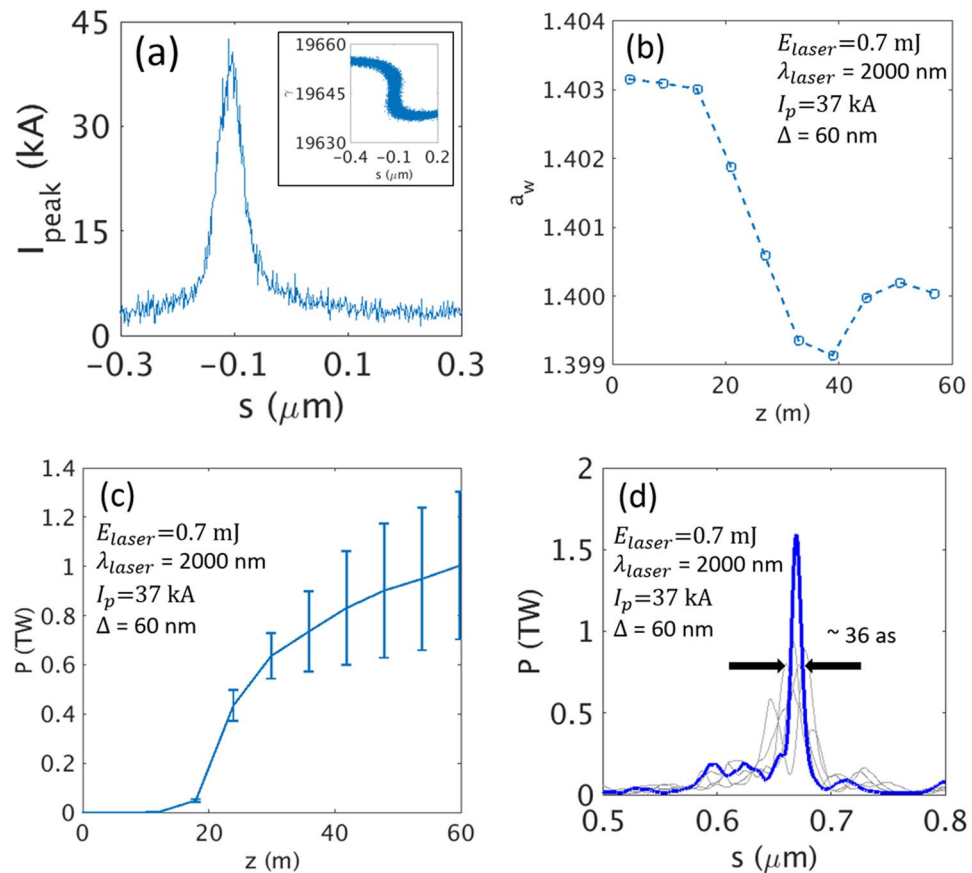 (a)
I_peak (kA)
45
30
15
0
−0.3
−0.1
0.1
0.3
s (μm)
19660
19645
19630
γ
−0.4
−0.1
0.2
s (μm)
(b)
E_laser=0.7 mJ
λ_laser = 2000 nm
I_p=37 kA
Δ = 60 nm
a_w
1.404
1.403
1.402
1.401
1.400
1.399
0
20
40
60
z (m)
(c)
E_laser=0.7 mJ
λ_laser = 2000 nm
I_p=37 kA
Δ = 60 nm
P (TW)
1.4
1.2
1
0.8
0.6
0.4
0.2
0
0
20
40
60
z (m)
(d)
E_laser=0.7 mJ
λ_laser = 2000 nm
I_p=37 kA
Δ = 60 nm
~ 36 as
P (TW)
2
1.5
1
0.5
0
0.5
0.6
0.7
0.8
s (μm)